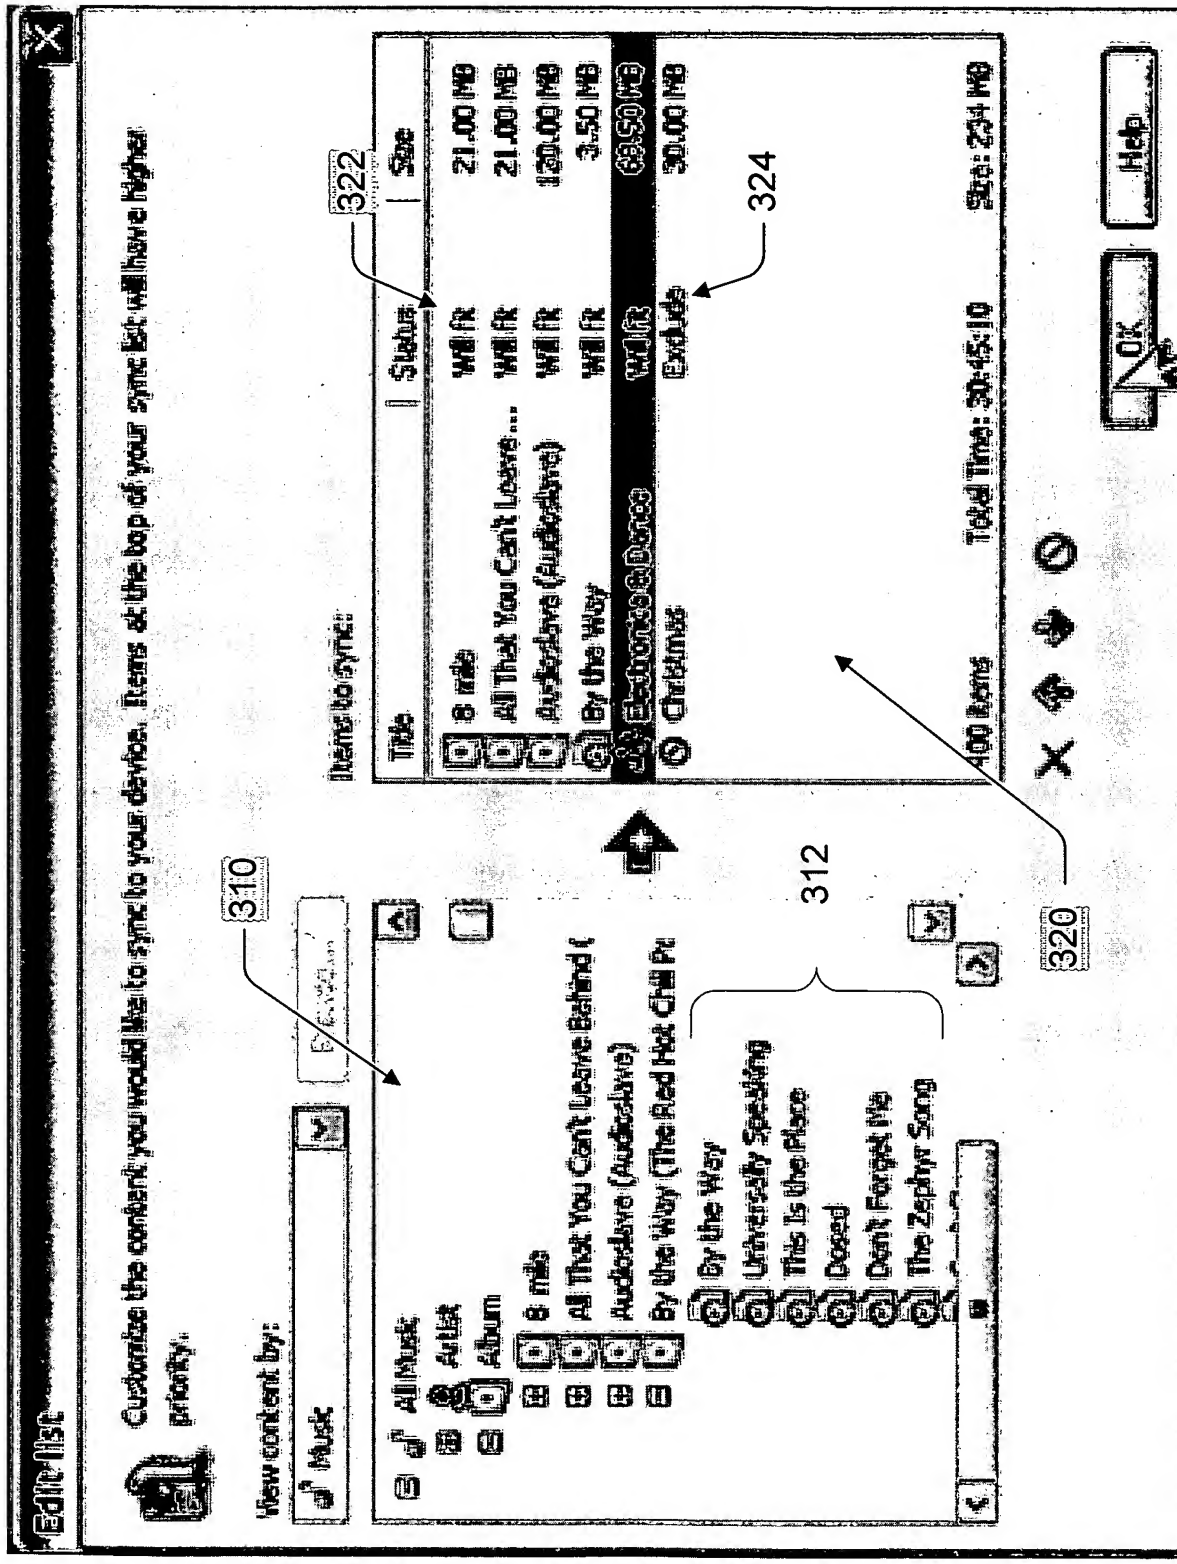 Edit list
Customize the content you would like to sync to your device. Items at the top of your sync list will have higher
priority.
View content by:
Music
310
All Music
Artist
Album
8 mile
All That You Can't Leave Behind (
Audioslave (Audioslave)
By the Way (The Red Hot Chili Pe
By the Way
Universally Speaking
This Is the Place
Dosed
Don't Forget Me
The Zephyr Song
312
Items to sync:
Title Status Size
322
8 mile Will fit 21.00 MB
All That You Can't Leave ... Will fit 21.00 MB
Audioslave (Audioslave) Will fit 130.00 MB
By the Way Will fit 3.50 MB
Electronica & Dance Will fit 68.50 MB
Christmas Exclude 30.00 MB
324
400 Items Total Time: 30:45:10 Size: 234 MB
320
OK
Help